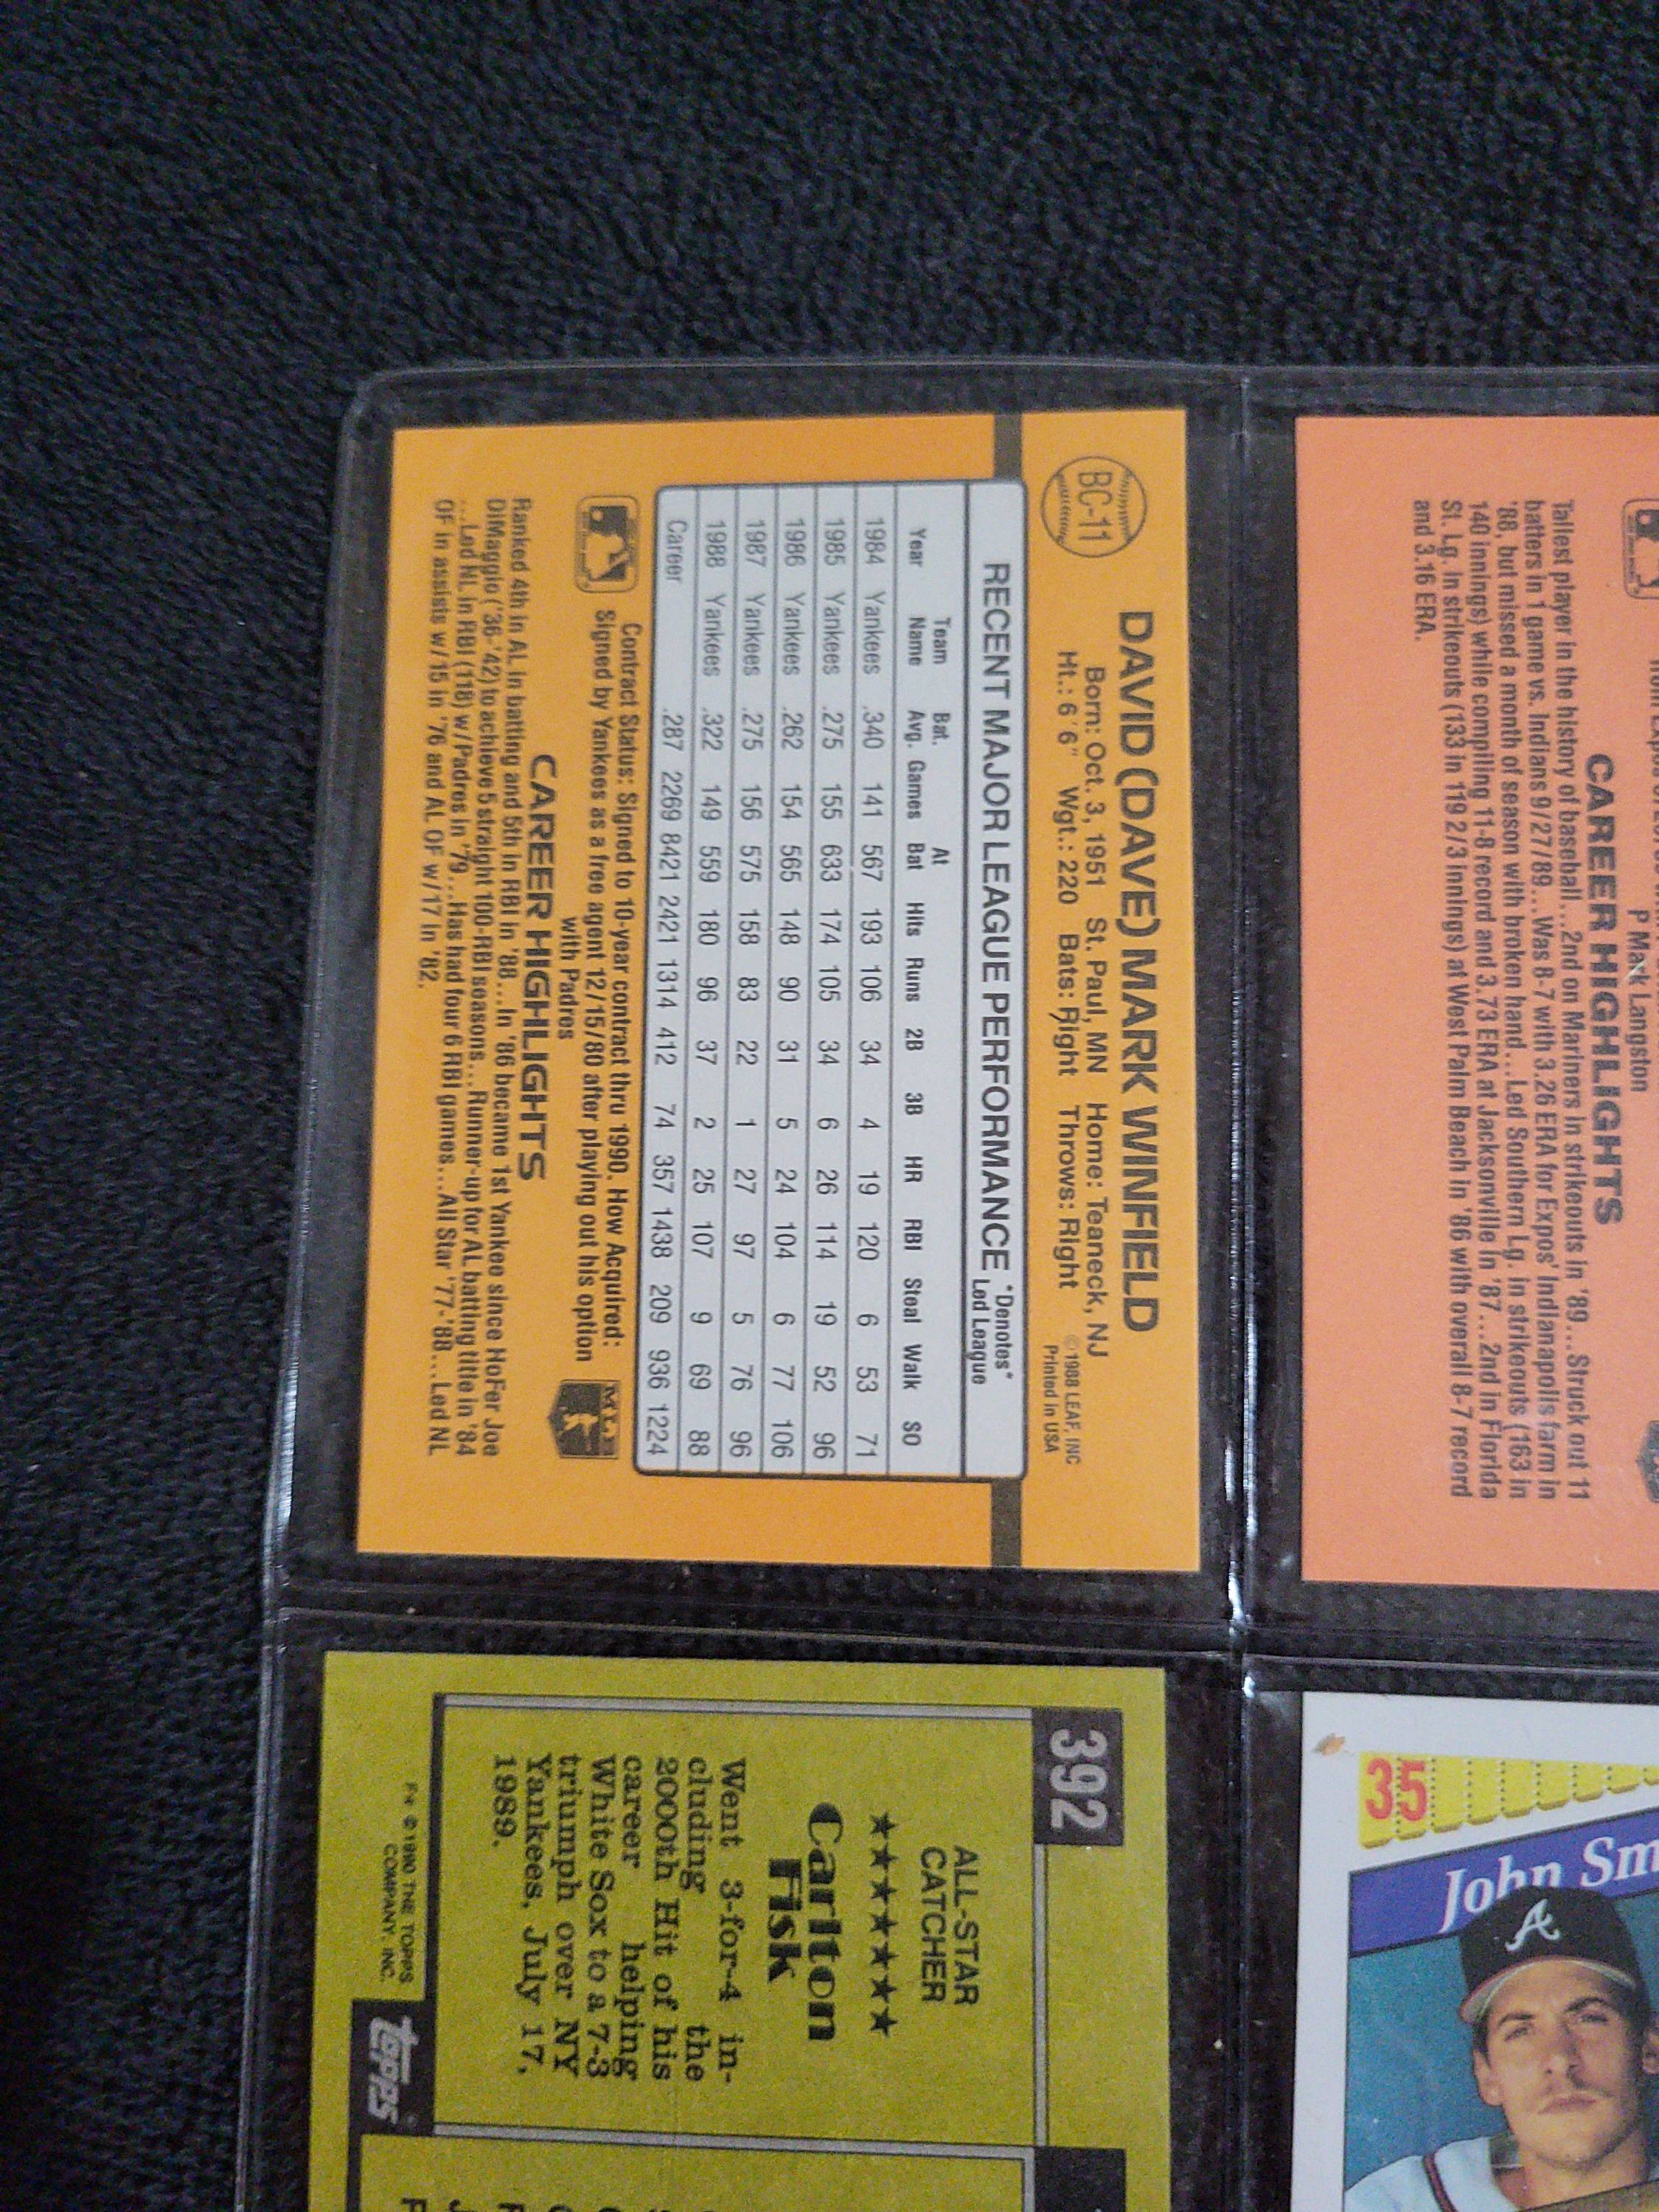 BC-11
DAVID (DAVE) MARK WINFIELD
Born: Oct. 3, 1951 St. Paul, MN Home: Teaneck, NJ
Ht.: 6'6" Wgt.: 220 Bats: Right Throws: Right
©1988 LEAF, INC
Printed in USA
RECENT MAJOR LEAGUE PERFORMANCE
*Denotes*
Led League
Year Team Name Bat. Avg. Games At Bat Hits Runs 2B 3B HR RBI Steal Walk SO
1984 Yankees .340 141 567 193 106 34 4 19 120 6 53 71
1985 Yankees .275 155 633 174 105 34 6 26 114 19 52 96
1986 Yankees .262 154 565 148 90 31 5 24 104 6 77 106
1987 Yankees .275 156 575 158 83 22 1 27 97 5 76 96
1988 Yankees .322 149 559 180 96 37 2 25 107 9 69 88
Career .287 2269 8421 2421 1314 412 74 357 1438 209 936 1224
Contract Status: Signed to 10-year contract thru 1990. How Acquired:
Signed by Yankees as a free agent 12/15/80 after playing out his option
with Padres
CAREER HIGHLIGHTS
Ranked 4th in AL in batting and 5th in RBI in '88...In '86 became 1st Yankee since HoFer Joe
DiMaggio ('36-'42) to achieve 5 straight 100-RBI seasons...Runner-up for AL batting title in '84
...Led NL in RBI (118) w/Padres in '79...Has had four 6 RBI games...All Star '77-'88...Led NL
OF in assists w/15 in '76 and AL OF w/17 in '82.
P Mark Langston
CAREER HIGHLIGHTS
Tallest player in the history of baseball...2nd on Mariners in strikeouts in '89...Struck out 11
batters in 1 game vs. Indians 9/27/89...Was 8-7 with 3.26 ERA for Expos' Indianapolis farm in
'88, but missed a month of season with broken hand...Led Southern Lg. in strikeouts (163 in
140 innings) while compiling 11-8 record and 3.73 ERA at Jacksonville in '87...2nd in Florida
St. Lg. in strikeouts (133 in 119 2/3 innings) at West Palm Beach in '86 with overall 8-7 record
and 3.16 ERA.
392
ALL-STAR
CATCHER
★★★★★★★
Carlton
Fisk
Went 3-for-4 in-
cluding the
2000th Hit of his
career helping
White Sox to a 7-3
triumph over NY
Yankees, July 17,
1989.
F* ©1990 THE TOPPS
COMPANY, INC.
topps
35
John Sm
A